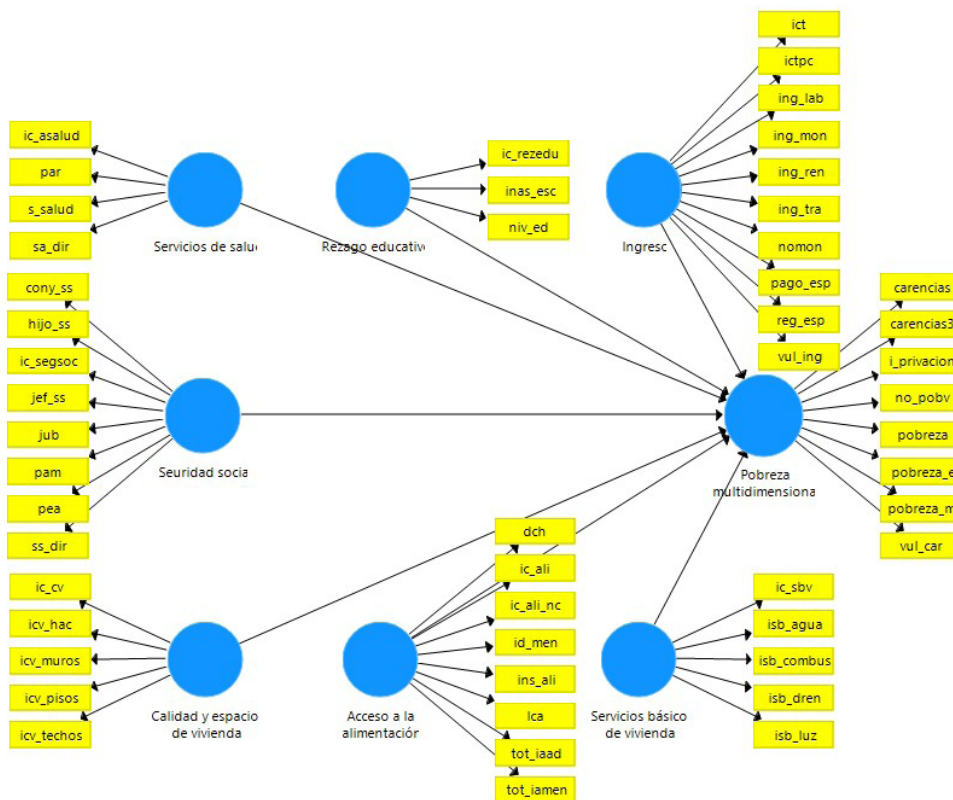 ict
ictpc
ing_lab
ing_mon
ing_ren
ing_tra
nomon
pago_esp
reg_esp
vul_ing
ic_asalud
par
s_salud
sa_dir
Servicios de salu
ic_rezedu
inas_esc
niv_ed
Rezago educativ
Ingresc
cony_ss
hijo_ss
ic_segsoc
jef_ss
jub
pam
pea
ss_dir
Seuridad socia
carencias
carencias3
i_privacion
no_pobv
pobreza
pobreza_e
pobreza_m
vul_car
Pobreza
multidimensiona
ic_cv
icv_hac
icv_muros
icv_pisos
icv_techos
Calidad y espacio
de vivienda
dch
ic_ali
ic_ali_nc
id_men
ins_ali
lca
tot_iaad
tot_iamen
Acceso a la
alimentación
ic_sbv
isb_agua
isb_combus
isb_dren
isb_luz
Servicios básico
de vivienda